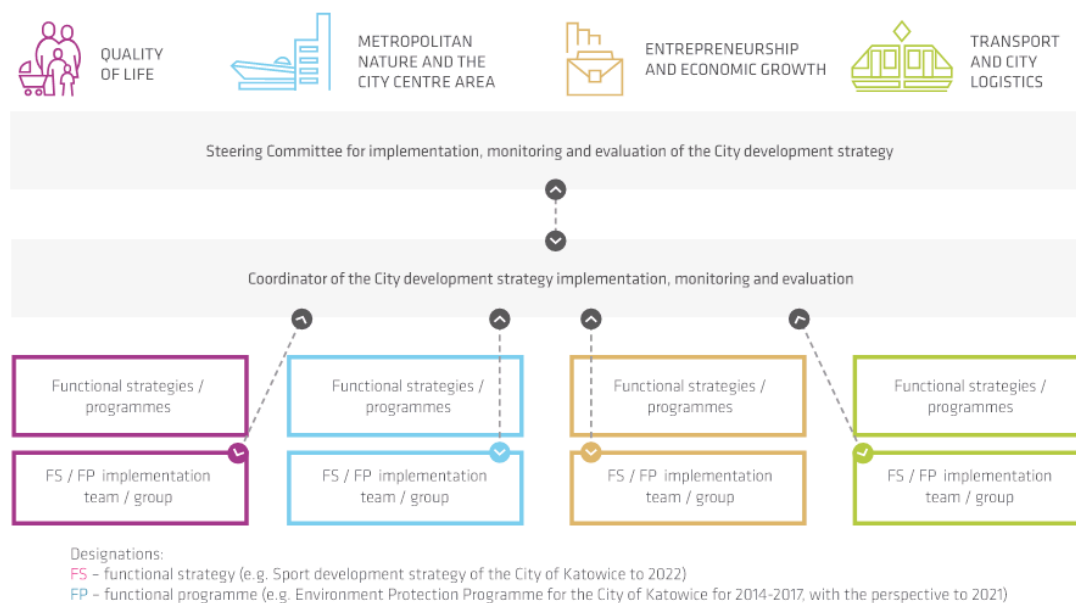 QUALITY
OF LIFE
METROPOLITAN
NATURE AND THE
CITY CENTRE AREA
ENTREPRENEURSHIP
AND ECONOMIC GROWTH
TRANSPORT
AND CITY
LOGISTICS
Steering Committee for implementation, monitoring and evaluation of the City development strategy
Coordinator of the City development strategy implementation, monitoring and evaluation
Functional strategies /
programmes
Functional strategies /
programmes
Functional strategies /
programmes
Functional strategies /
programmes
FS / FP implementation
team / group
FS / FP implementation
team / group
FS / FP implementation
team / group
FS / FP implementation
team / group
Designations:
FS – functional strategy (e.g. Sport development strategy of the City of Katowice to 2022)
FP – functional programme (e.g. Environment Protection Programme for the City of Katowice for 2014-2017, with the perspective to 2021)